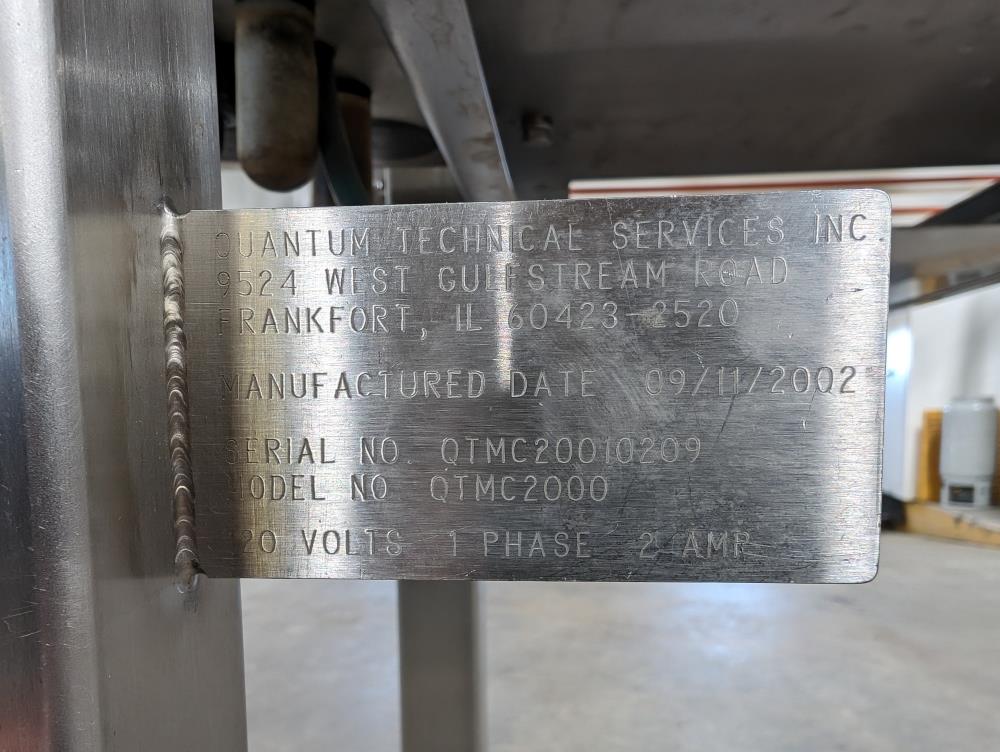 QUANTUM TECHNICAL SERVICES INC.
9524 WEST GULFSTREAM ROAD
FRANKFORT, IL 60423-2520
MANUFACTURED DATE 09/11/2002
SERIAL NO. QTMC20010209
MODEL NO QTMC2000
120 VOLTS 1 PHASE 2 AMP